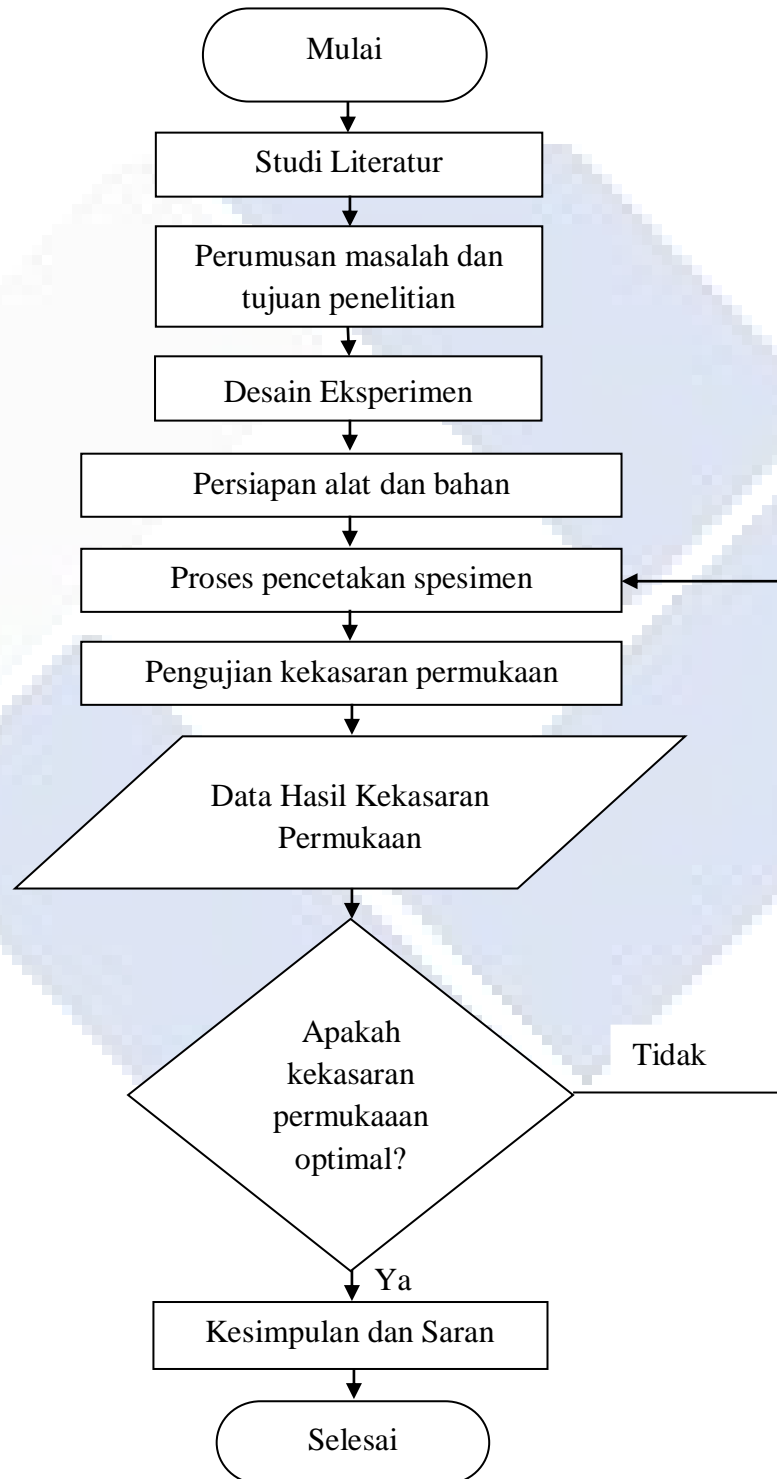 Mulai
Studi Literatur
Perumusan masalah dan
tujuan penelitian
Desain Eksperimen
Persiapan alat dan bahan
Proses pencetakan spesimen
Pengujian kekasaran permukaan
Data Hasil Kekasaran
Permukaan
Apakah
kekasaran
permukaaan
optimal?
Tidak
Ya
Kesimpulan dan Saran
Selesai